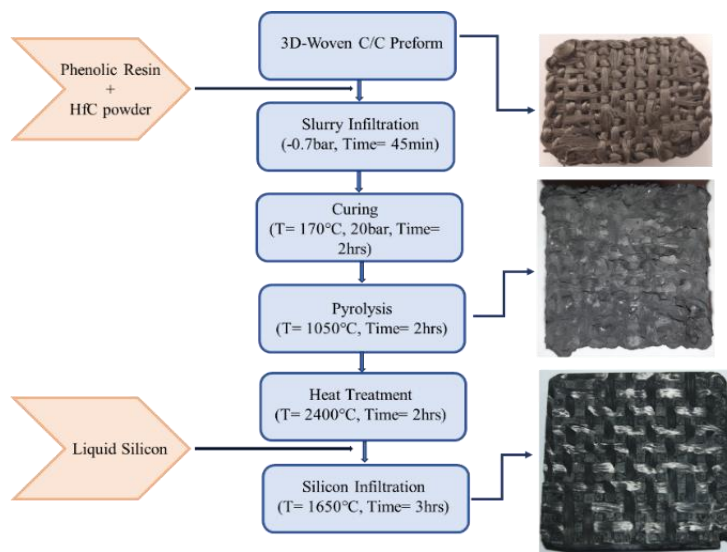 3D-Woven C/C Preform
Phenolic Resin
+
HfC powder
Slurry Infiltration
(-0.7bar, Time= 45min)
Curing
(T= 170°C, 20bar, Time=
2hrs)
Pyrolysis
(T= 1050°C, Time= 2hrs)
Heat Treatment
(T= 2400°C, Time= 2hrs)
Liquid Silicon
Silicon Infiltration
(T= 1650°C, Time= 3hrs)